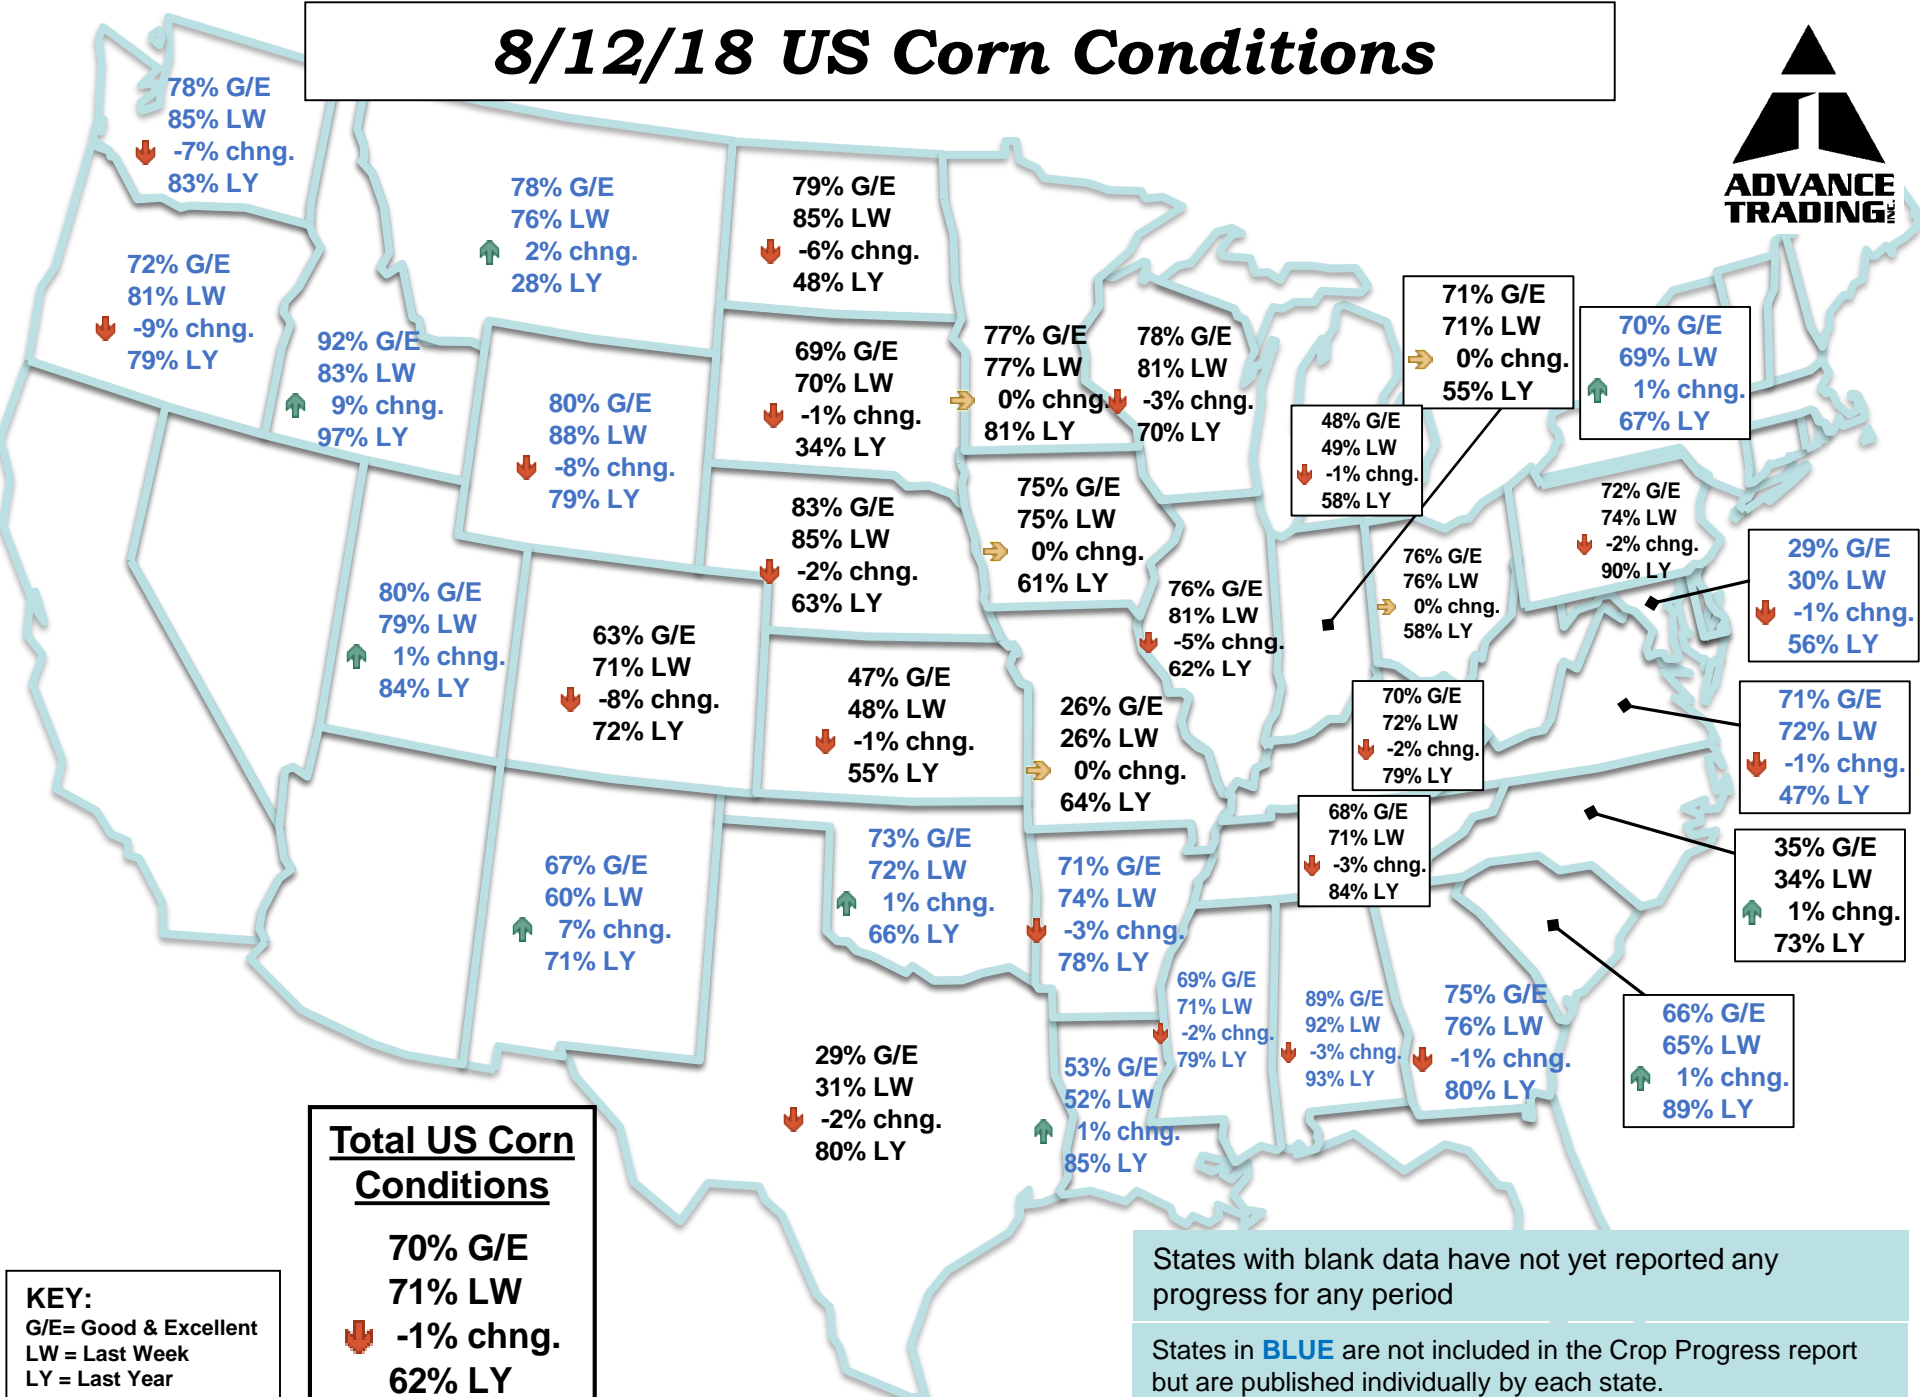 8/12/18 US Corn Conditions
ADVANCE
TRADING INC.
78% G/E
85% LW
-7% chng.
83% LY
72% G/E
81% LW
-9% chng.
79% LY
92% G/E
83% LW
9% chng.
97% LY
78% G/E
76% LW
2% chng.
28% LY
80% G/E
88% LW
-8% chng.
79% LY
80% G/E
79% LW
1% chng.
84% LY
63% G/E
71% LW
-8% chng.
72% LY
67% G/E
60% LW
7% chng.
71% LY
79% G/E
85% LW
-6% chng.
48% LY
69% G/E
70% LW
-1% chng.
34% LY
83% G/E
85% LW
-2% chng.
63% LY
47% G/E
48% LW
-1% chng.
55% LY
73% G/E
72% LW
1% chng.
66% LY
29% G/E
31% LW
-2% chng.
80% LY
77% G/E
77% LW
0% chng.
81% LY
75% G/E
75% LW
0% chng.
61% LY
26% G/E
26% LW
0% chng.
64% LY
71% G/E
74% LW
-3% chng.
78% LY
53% G/E
52% LW
1% chng.
85% LY
78% G/E
81% LW
-3% chng.
70% LY
76% G/E
81% LW
-5% chng.
62% LY
48% G/E
49% LW
-1% chng.
58% LY
71% G/E
71% LW
0% chng.
55% LY
76% G/E
76% LW
0% chng.
58% LY
70% G/E
72% LW
-2% chng.
79% LY
68% G/E
71% LW
-3% chng.
84% LY
69% G/E
71% LW
-2% chng.
79% LY
89% G/E
92% LW
-3% chng.
93% LY
75% G/E
76% LW
-1% chng.
80% LY
70% G/E
69% LW
1% chng.
67% LY
72% G/E
74% LW
-2% chng.
90% LY
29% G/E
30% LW
-1% chng.
56% LY
71% G/E
72% LW
-1% chng.
47% LY
35% G/E
34% LW
1% chng.
73% LY
66% G/E
65% LW
1% chng.
89% LY
Total US Corn
Conditions
70% G/E
71% LW
-1% chng.
62% LY
KEY:
G/E= Good & Excellent
LW = Last Week
LY = Last Year
States with blank data have not yet reported any
progress for any period
States in BLUE are not included in the Crop Progress report
but are published individually by each state.